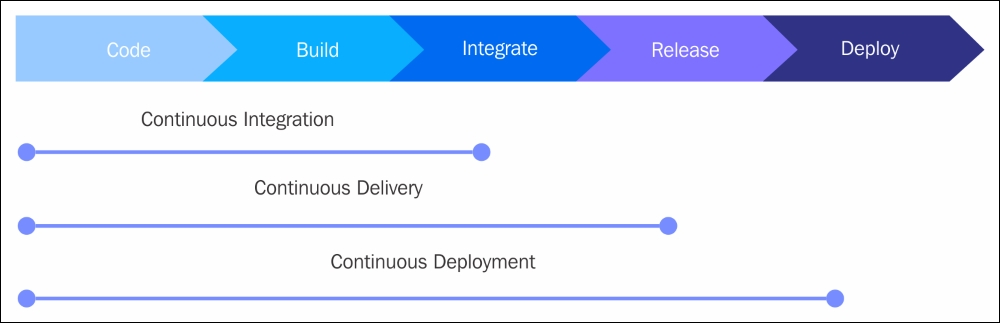 Code
Build
Integrate
Release
Deploy
Continuous Integration
Continuous Delivery
Continuous Deployment